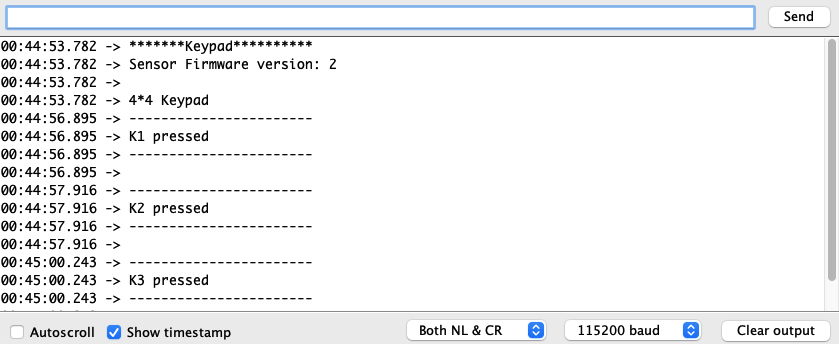 Send
00:44:53.782 -> *******Keypad**********
00:44:53.782 -> Sensor Firmware version: 2
00:44:53.782 ->
00:44:53.782 -> 4*4 Keypad
00:44:56.895 -> -----------------------
00:44:56.895 -> K1 pressed
00:44:56.895 -> -----------------------
00:44:56.895 ->
00:44:57.916 -> -----------------------
00:44:57.916 -> K2 pressed
00:44:57.916 -> -----------------------
00:44:57.916 ->
00:45:00.243 -> -----------------------
00:45:00.243 -> K3 pressed
00:45:00.243 -> -----------------------
Autoscroll Show timestamp Both NL & CR 115200 baud Clear output